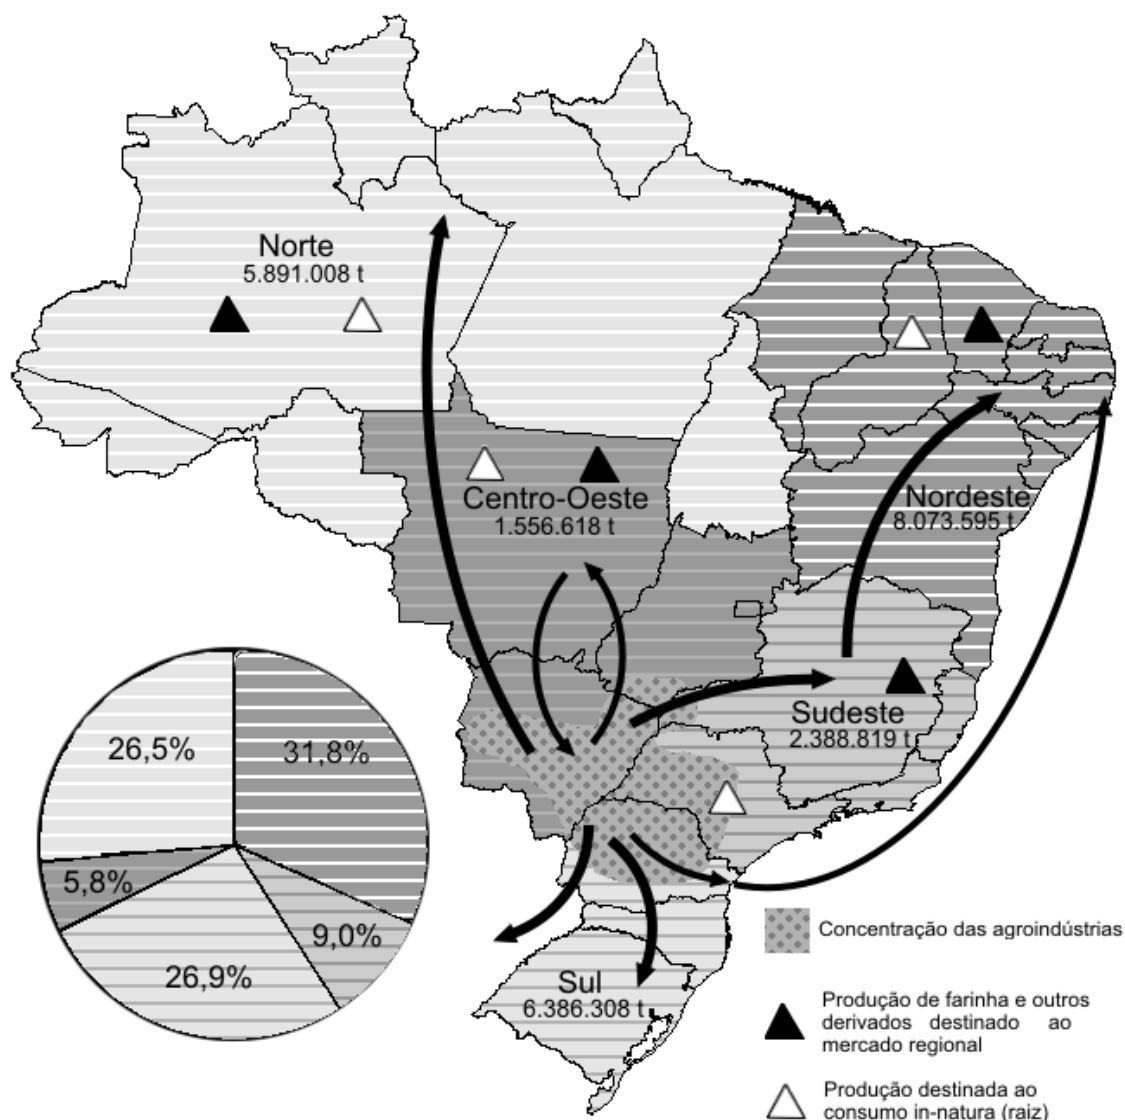 Norte
5.891.008 t
Centro-Oeste
1.556.618 t
Nordeste
8.073.595 t
Sudeste
2.388.819 t
Sul
6.386.308 t
26,5%
31,8%
5,8%
9,0%
26,9%
Concentração das agroindústrias
Produção de farinha e outros
derivados destinado ao
mercado regional
Produção destinada ao
consumo in-natura (raiz)